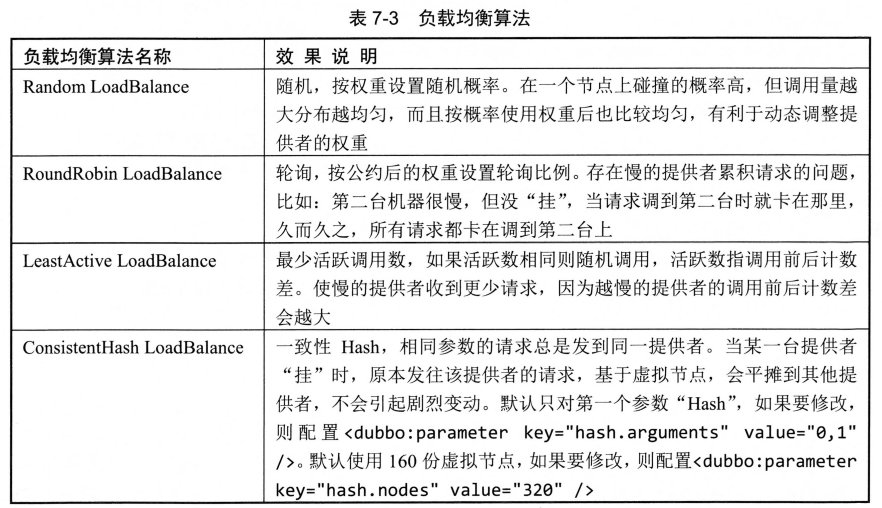 表 7-3 负载均衡算法
负载均衡算法名称 效 果 说 明
Random LoadBalance 随机，按权重设置随机概率。在一个节点上碰撞的概率高，但调用量越
大分布越均匀，而且按概率使用权重后也比较均匀，有利于动态调整提
供者的权重
RoundRobin LoadBalance 轮询，按公约后的权重设置轮询比例。存在慢的提供者累积请求的问题，
比如：第二台机器很慢，但没“挂”，当请求调到第二台时就卡在那里，
久而久之，所有请求都卡在调到第二台上
LeastActive LoadBalance 最少活跃调用数，如果活跃数相同则随机调用，活跃数指调用前后计数
差。使慢的提供者收到更少请求，因为越慢的提供者的调用前后计数差
会越大
ConsistentHash LoadBalance 一致性 Hash，相同参数的请求总是发到同一提供者。当某一台提供者
“挂”时，原本发往该提供者的请求，基于虚拟节点，会平摊到其他提
供者，不会引起剧烈变动。默认只对第一个参数“Hash”，如果要修改，
则配置<dubbo:parameter key="hash.arguments" value="0,1"
/>。默认使用 160 份虚拟节点，如果要修改，则配置<dubbo:parameter
key="hash.nodes" value="320" />